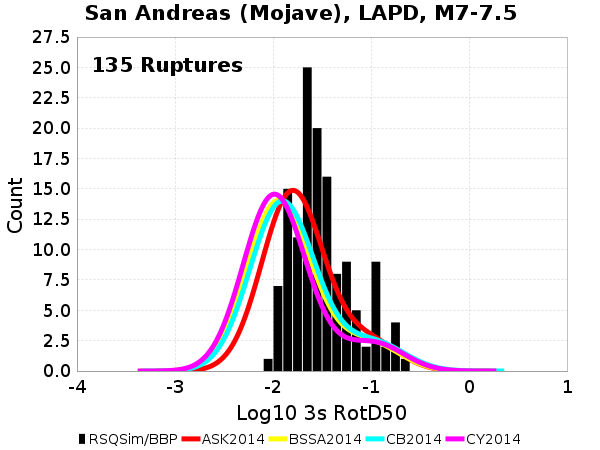 San Andreas (Mojave), LAPD, M7-7.5
135 Ruptures
Count
27.5
25.0
22.5
20.0
17.5
15.0
12.5
10.0
7.5
5.0
2.5
0.0
-4 -3 -2 -1 0 1
Log10 3s RotD50
RSQSim/BBP ASK2014 BSSA2014 CB2014 CY2014